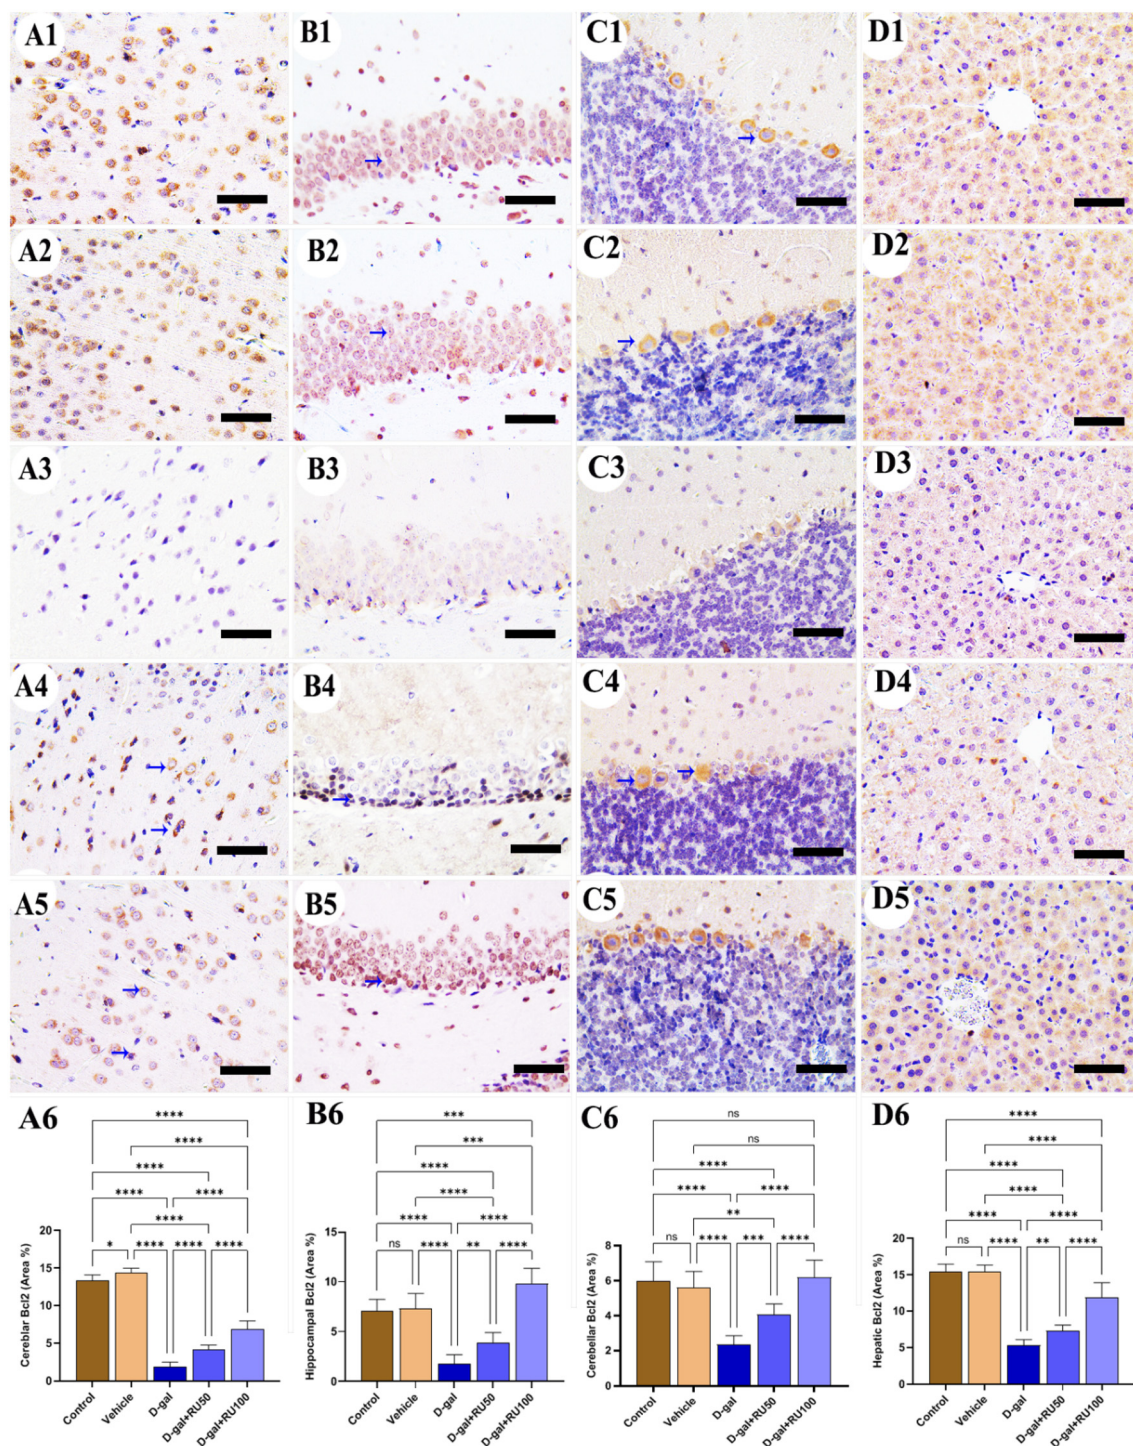 A1
B1
C1
D1
A2
B2
C2
D2
A3
B3
C3
D3
A4
B4
C4
D4
A5
B5
C5
D5
A6
****
****
****
**** ****
****
* **** **** ****
Cereblar Bcl2 (Area %)
20
15
10
5
0
Control
Vehicle
D-gal
D-gal+RU50
D-gal+RU100
B6
***
***
****
****
**** ****
ns **** ** ****
Hippocampal Bcl2 (Area %)
15
10
5
0
Control
Vehicle
D-gal
D-gal+RU50
D-gal+RU100
C6
ns
ns
****
**** ****
**
ns **** *** ****
Cerebellar Bcl2 (Area %)
8
6
4
2
0
Control
Vehicle
D-gal
D-gal+RU50
D-gal+RU100
D6
****
****
****
****
**** ****
ns **** ** ****
Hepatic Bcl2 (Area %)
20
15
10
5
0
Control
Vehicle
D-gal
D-gal+RU50
D-gal+RU100